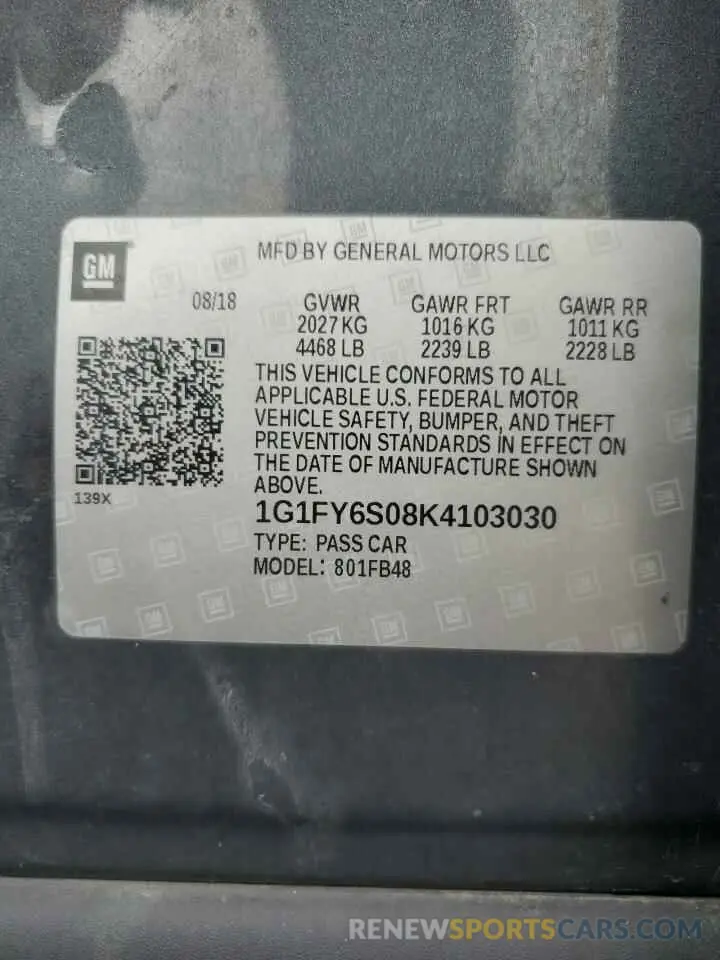 GM
MFD BY GENERAL MOTORS LLC
08/18 GVWR GAWR FRT GAWR RR
2027 KG 1016 KG 1011 KG
4468 LB 2239 LB 2228 LB
THIS VEHICLE CONFORMS TO ALL
APPLICABLE U.S. FEDERAL MOTOR
VEHICLE SAFETY, BUMPER, AND THEFT
PREVENTION STANDARDS IN EFFECT ON
THE DATE OF MANUFACTURE SHOWN
ABOVE.
139X
1G1FY6S08K4103030
TYPE: PASS CAR
MODEL: 801FB48
RENEWSPORTSCARS.COM